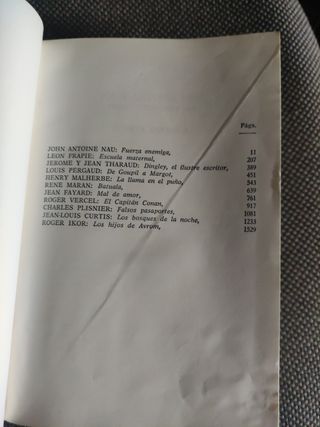 Págs.
JOHN ANTOINE NAU: Fuerza enemiga, 11
LEON FRAPIE: Escuela maternal, 207
JEROME Y JEAN THARAUD: Dingley, el ilustre escritor, 389
LOUIS PERGAUD: De Goupil a Margot, 451
HENRY MALHERBE: La llama en el puño, 543
RENE MARAN: Batuala, 639
JEAN FAYARD: Mal de amor, 761
ROGER VERCEL: El Capitán Conan, 917
CHARLES PLISNIER: Falsos pasaportes, 1081
JEAN-LOUIS CURTIS: Los bosques de la noche, 1233
ROGER IKOR: Los hijos de Avrom, 1529